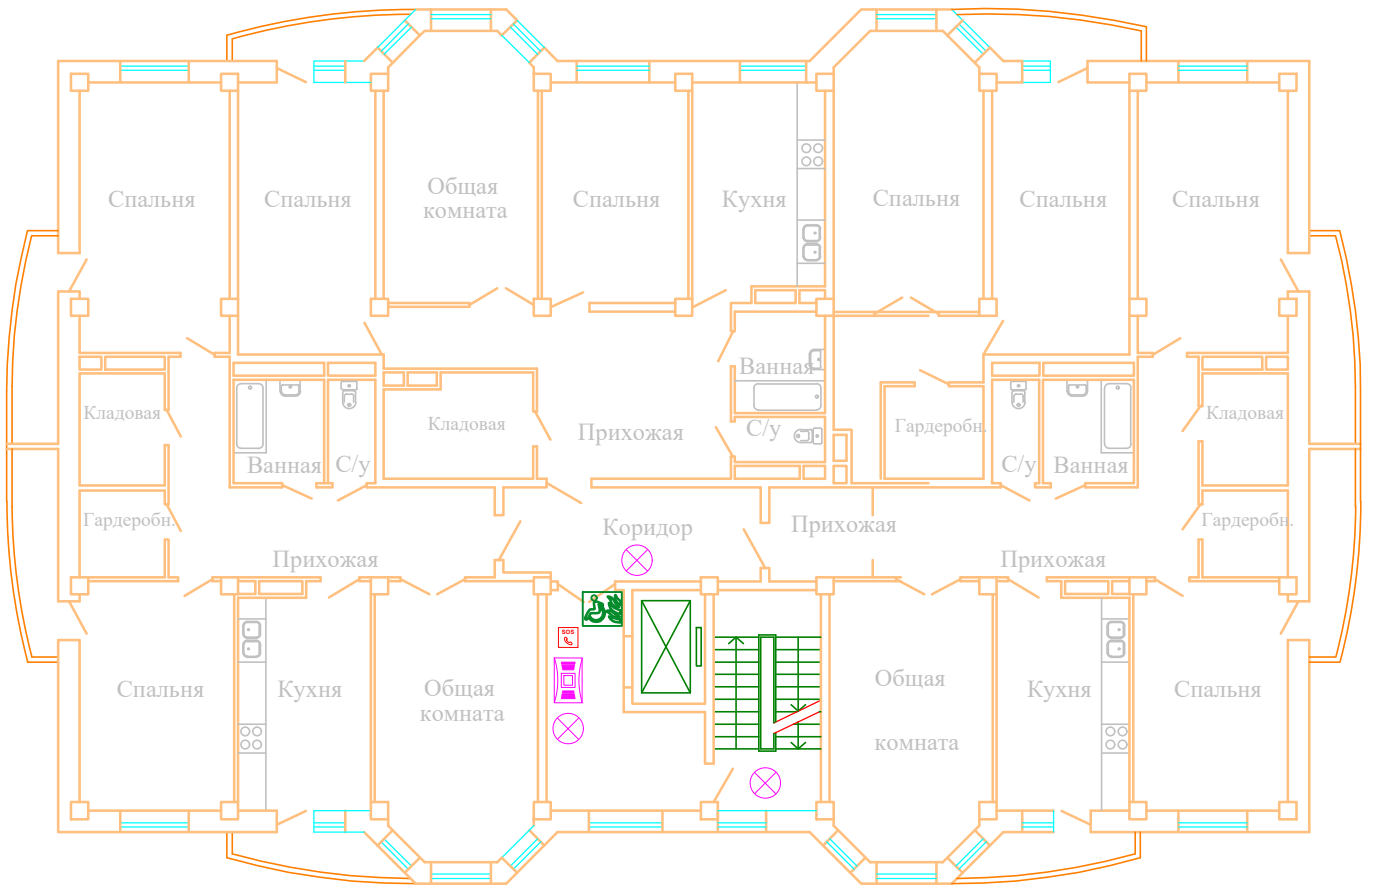 Спальня
Спальня
Общая
комната
Спальня
Кухня
Спальня
Спальня
Спальня
Ванная
Кладовая
Кладовая
Прихожая
С/у
Гардеробн.
Кладовая
Ванная
С/у
С/у
Ванная
Гардеробн.
Прихожая
Коридор
Прихожая
Прихожая
Гардеробн.
SOS
Спальня
Кухня
Общая
комната
Общая
комната
Кухня
Спальня